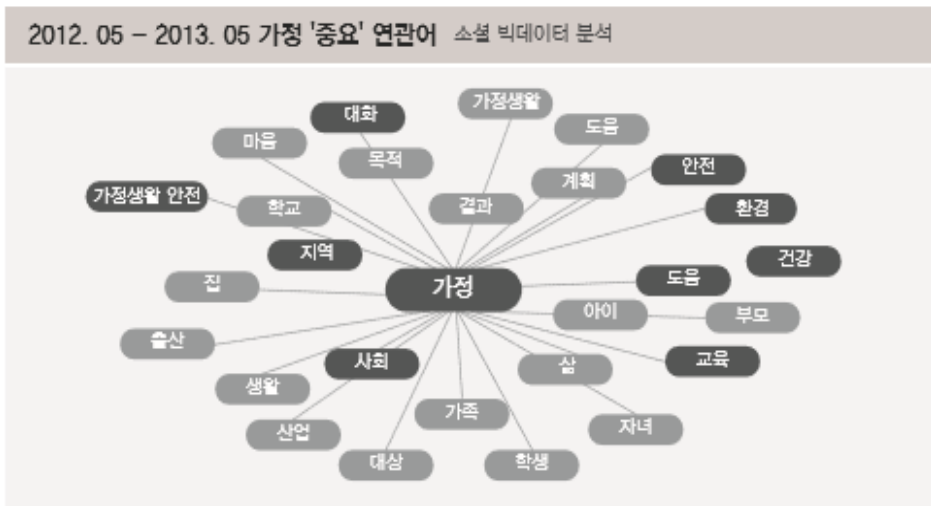 2012. 05 - 2013. 05 가정 '중요' 연관어 소셜 빅데이터 분석
가정생활
대화
도움
마음
목적
안전
계획
가정생활 안전
학교
결과
환경
지역
건강
도움
집
가정
아이
부모
출산
사회
교육
삶
생활
가족
자녀
산업
대상
학생